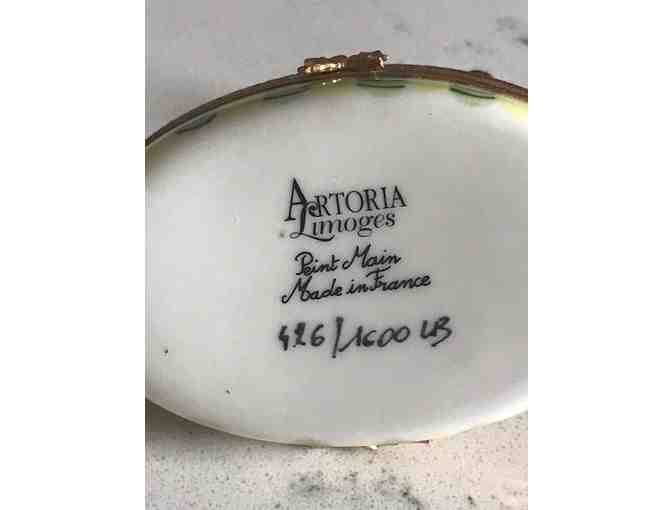 ARTORIA
Limoges
Peint Main
Made in France
426/1600 LB